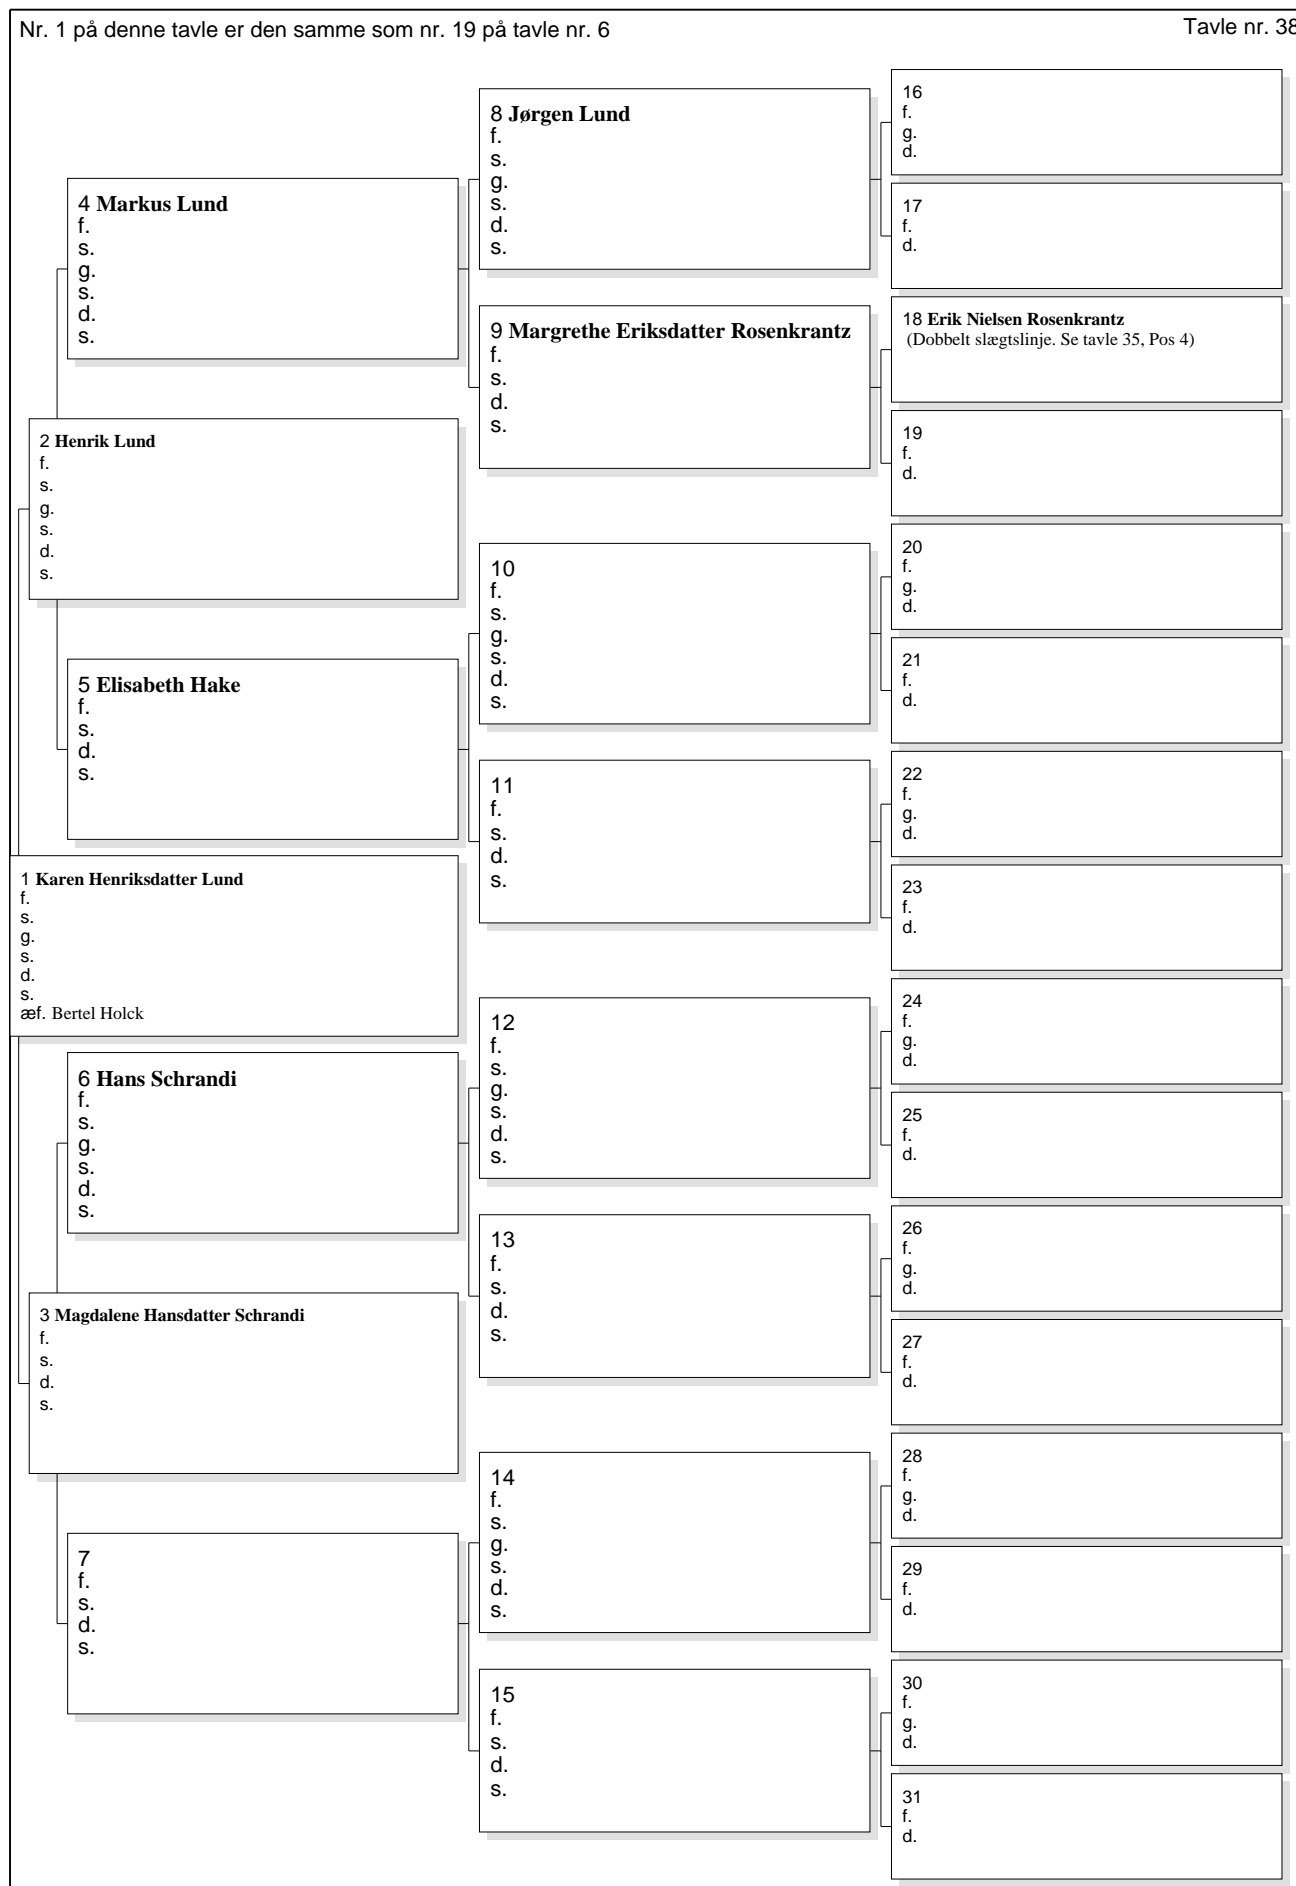 Nr. 1 på denne tavle er den samme som nr. 19 på tavle nr. 6
Tavle nr. 38
16
f.
g.
d.
8 Jørgen Lund
f.
s.
g.
s.
d.
s.
4 Markus Lund
f.
s.
g.
s.
d.
s.
17
f.
d.
9 Margrethe Eriksdatter Rosenkrantz
f.
s.
d.
s.
18 Erik Nielsen Rosenkrantz
(Dobbelt slægtslinje. Se tavle 35, Pos 4)
2 Henrik Lund
f.
s.
g.
s.
d.
s.
19
f.
d.
10
f.
s.
g.
s.
d.
s.
20
f.
g.
d.
5 Elisabeth Hake
f.
s.
d.
s.
21
f.
d.
11
f.
s.
d.
s.
22
f.
g.
d.
1 Karen Henriksdatter Lund
f.
s.
g.
s.
d.
s.
æf. Bertel Holck
23
f.
d.
12
f.
s.
g.
s.
d.
s.
24
f.
g.
d.
6 Hans Schrandi
f.
s.
g.
s.
d.
s.
25
f.
d.
13
f.
s.
d.
s.
26
f.
g.
d.
3 Magdalene Hansdatter Schrandi
f.
s.
d.
s.
27
f.
d.
14
f.
s.
g.
s.
d.
s.
28
f.
g.
d.
7
f.
s.
d.
s.
29
f.
d.
15
f.
s.
d.
s.
30
f.
g.
d.
31
f.
d.